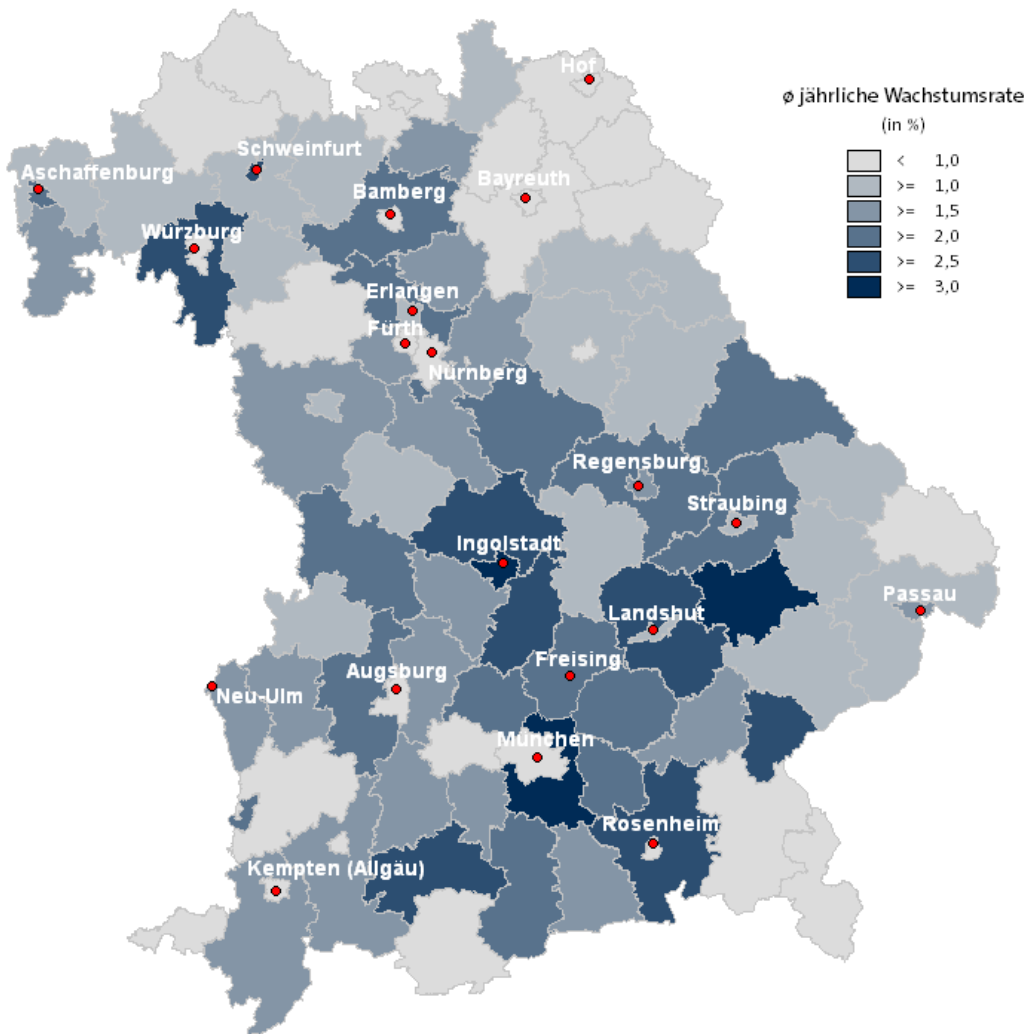 Hof
ø jährliche Wachstumsrate
(in %)
< 1,0
>= 1,0
>= 1,5
>= 2,0
>= 2,5
>= 3,0
Schweinfurt
Aschaffenburg
Bayreuth
Bamberg
Würzburg
Erlangen
Fürth
Nürnberg
Regensburg
Straubing
Ingolstadt
Passau
Landshut
Freising
Augsburg
Neu-Ulm
München
Rosenheim
Kempten (Allgäu)